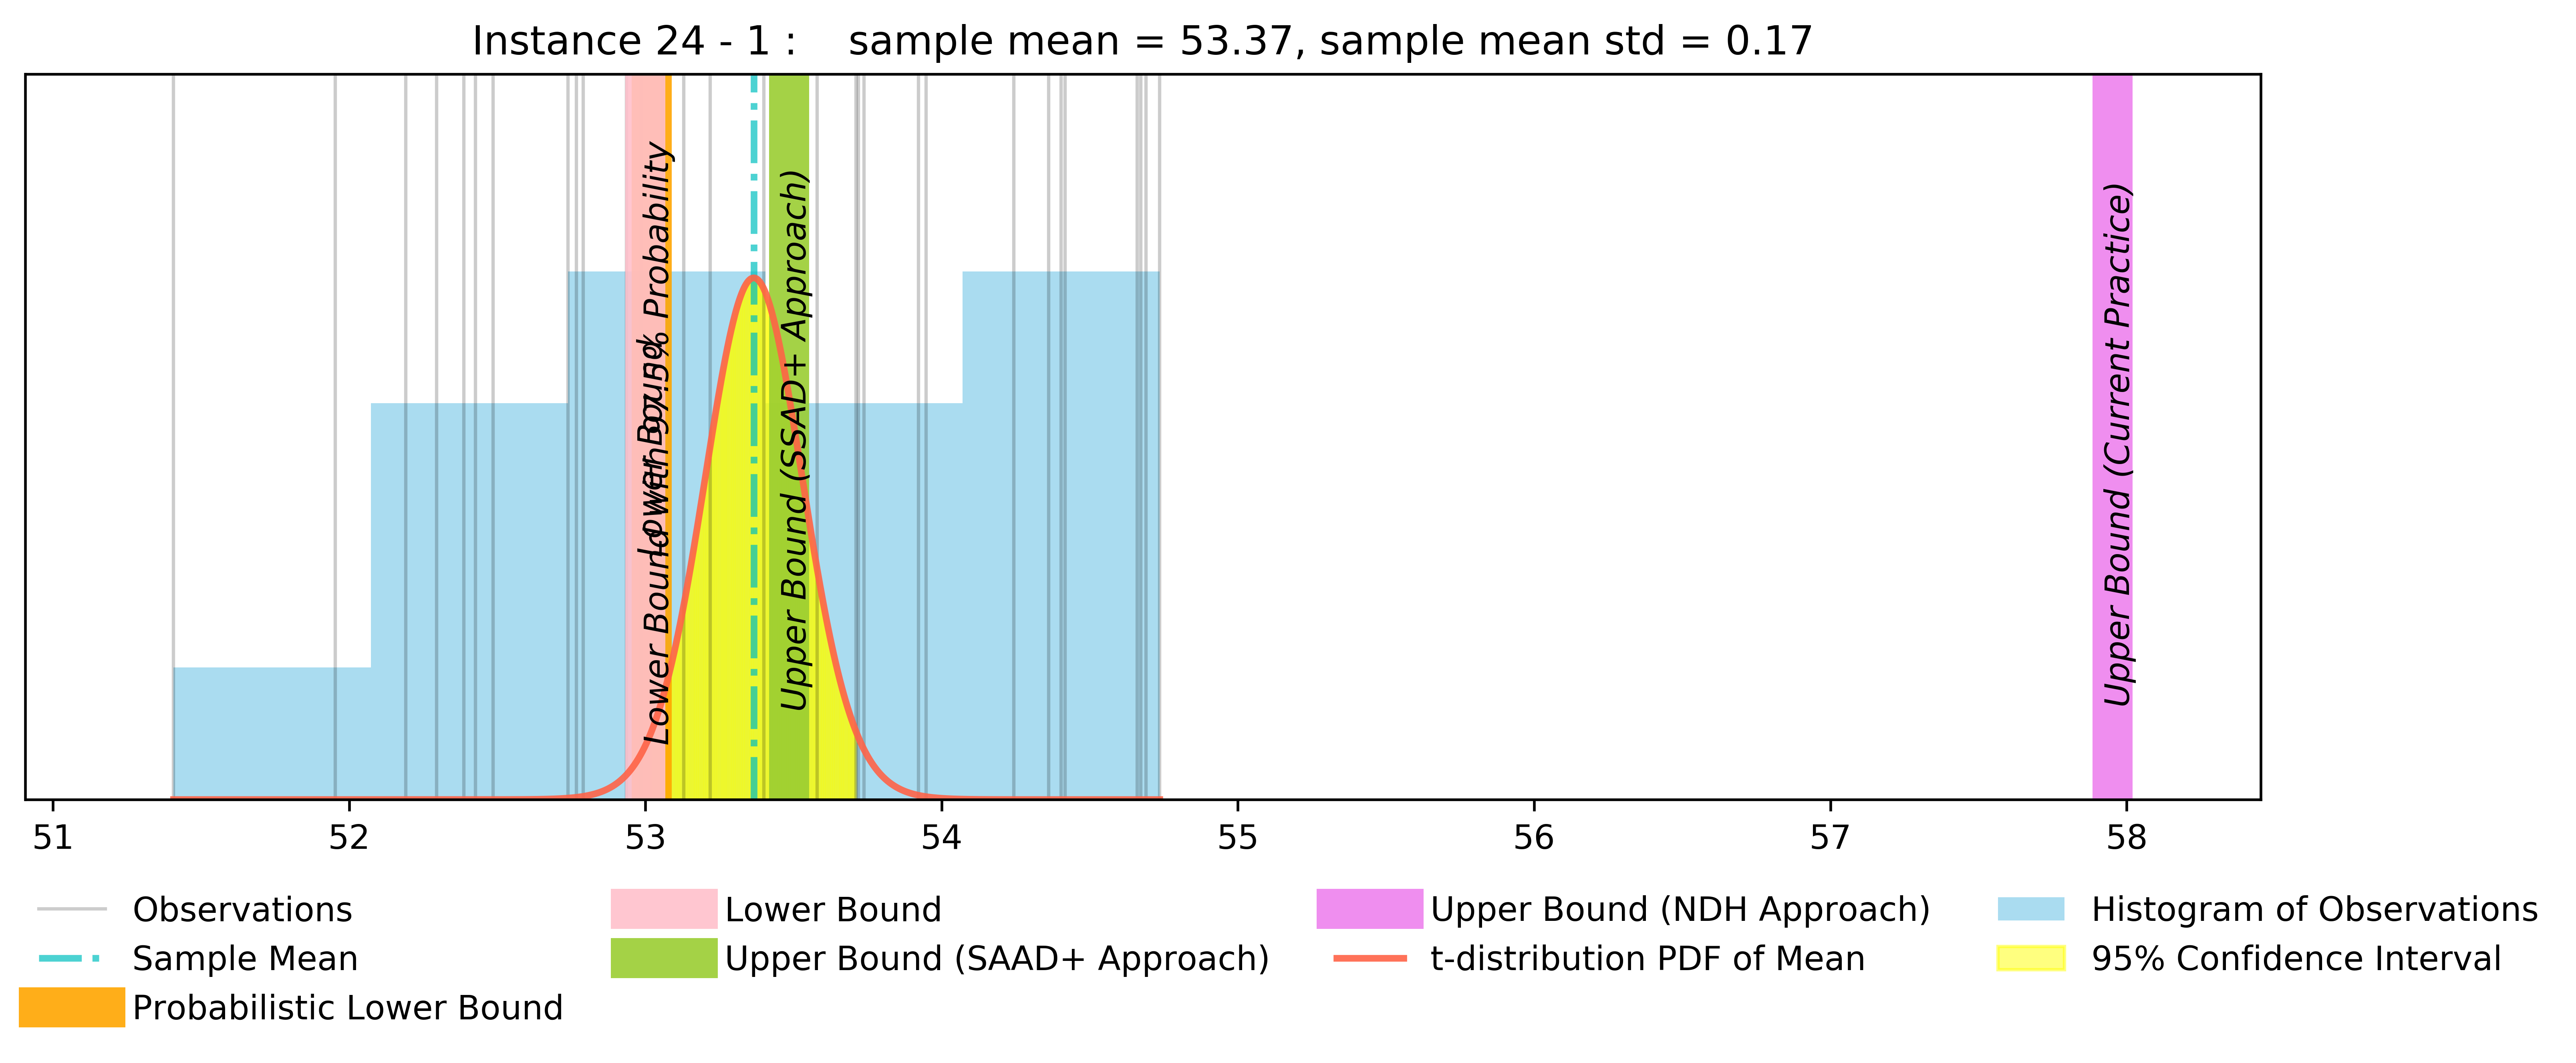 Instance 24 - 1 :    sample mean = 53.37, sample mean std = 0.17
Lower Bound
Lower Bound with 95% Probability
Upper Bound (SSAD+ Approach)
Upper Bound (Current Practice)
51 52 53 54 55 56 57 58
Observations
Sample Mean
Probabilistic Lower Bound
Lower Bound
Upper Bound (SAAD+ Approach)
Upper Bound (NDH Approach)
t-distribution PDF of Mean
Histogram of Observations
95% Confidence Interval